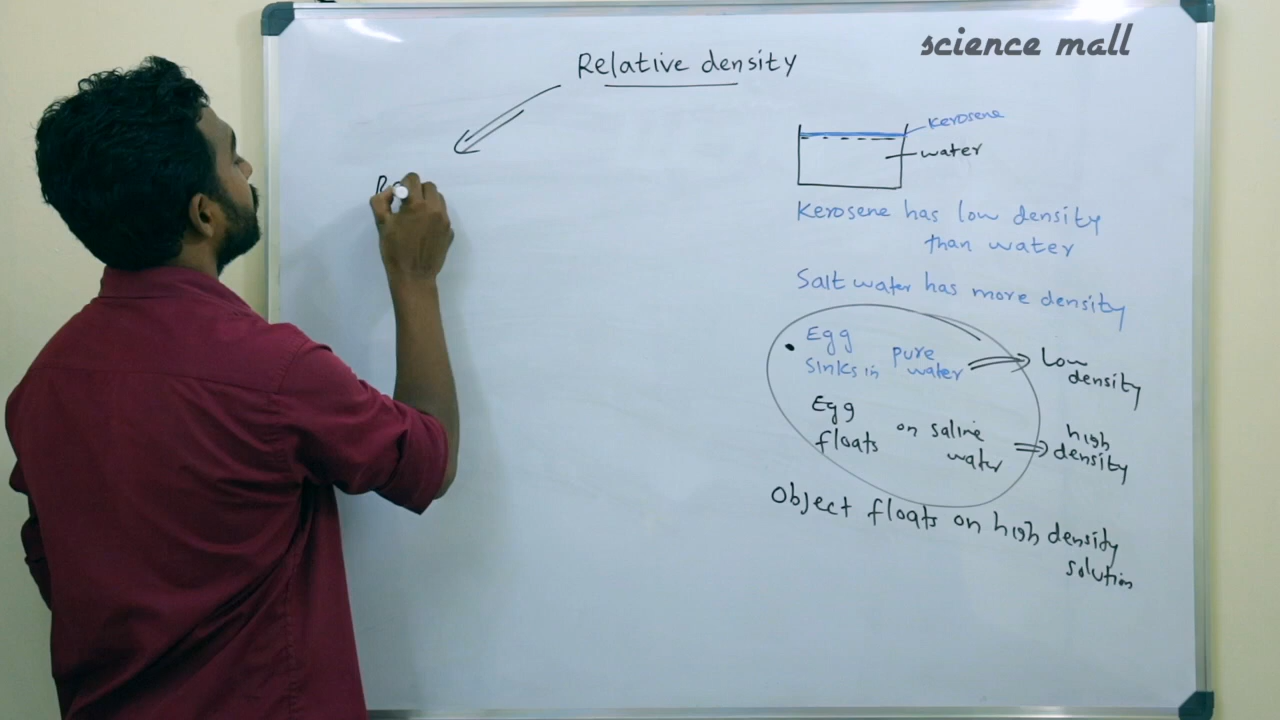 science mall
Relative density
kerosene
water
Kerosene has low density
than water
Salt water has more density
Egg
sinks in pure water
Low
density
Egg
floats on saline
water
high
density
Object floats on high density
solution